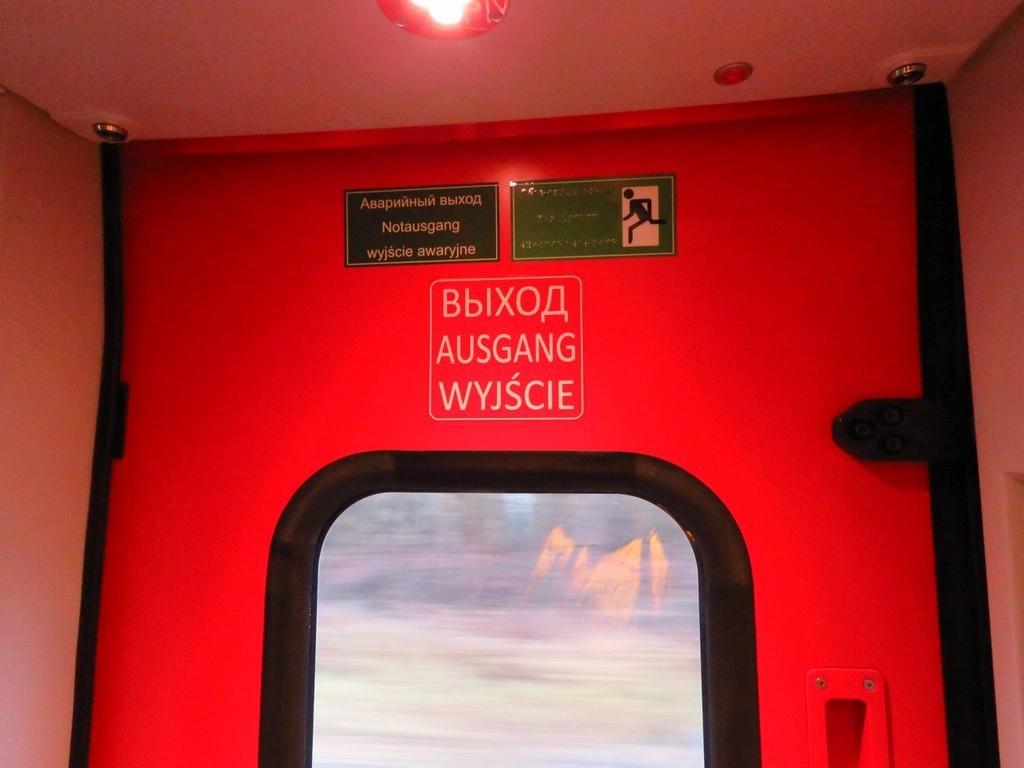 Аварийный выход
Notausgang
wyjście awaryjne
ВЫХОД
AUSGANG
WYJŚCIE